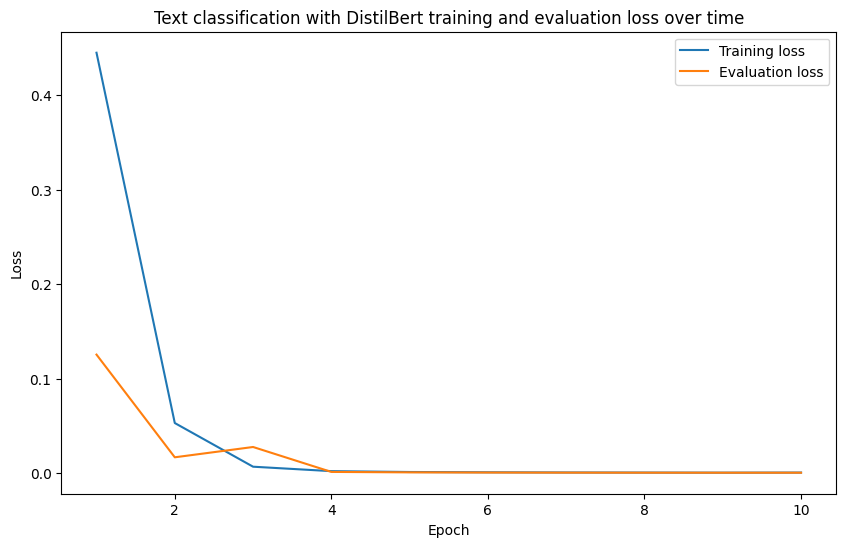 Text classification with DistilBert training and evaluation loss over time
Training loss
Evaluation loss
Loss
0.4
0.3
0.2
0.1
0.0
2
4
6
8
10
Epoch